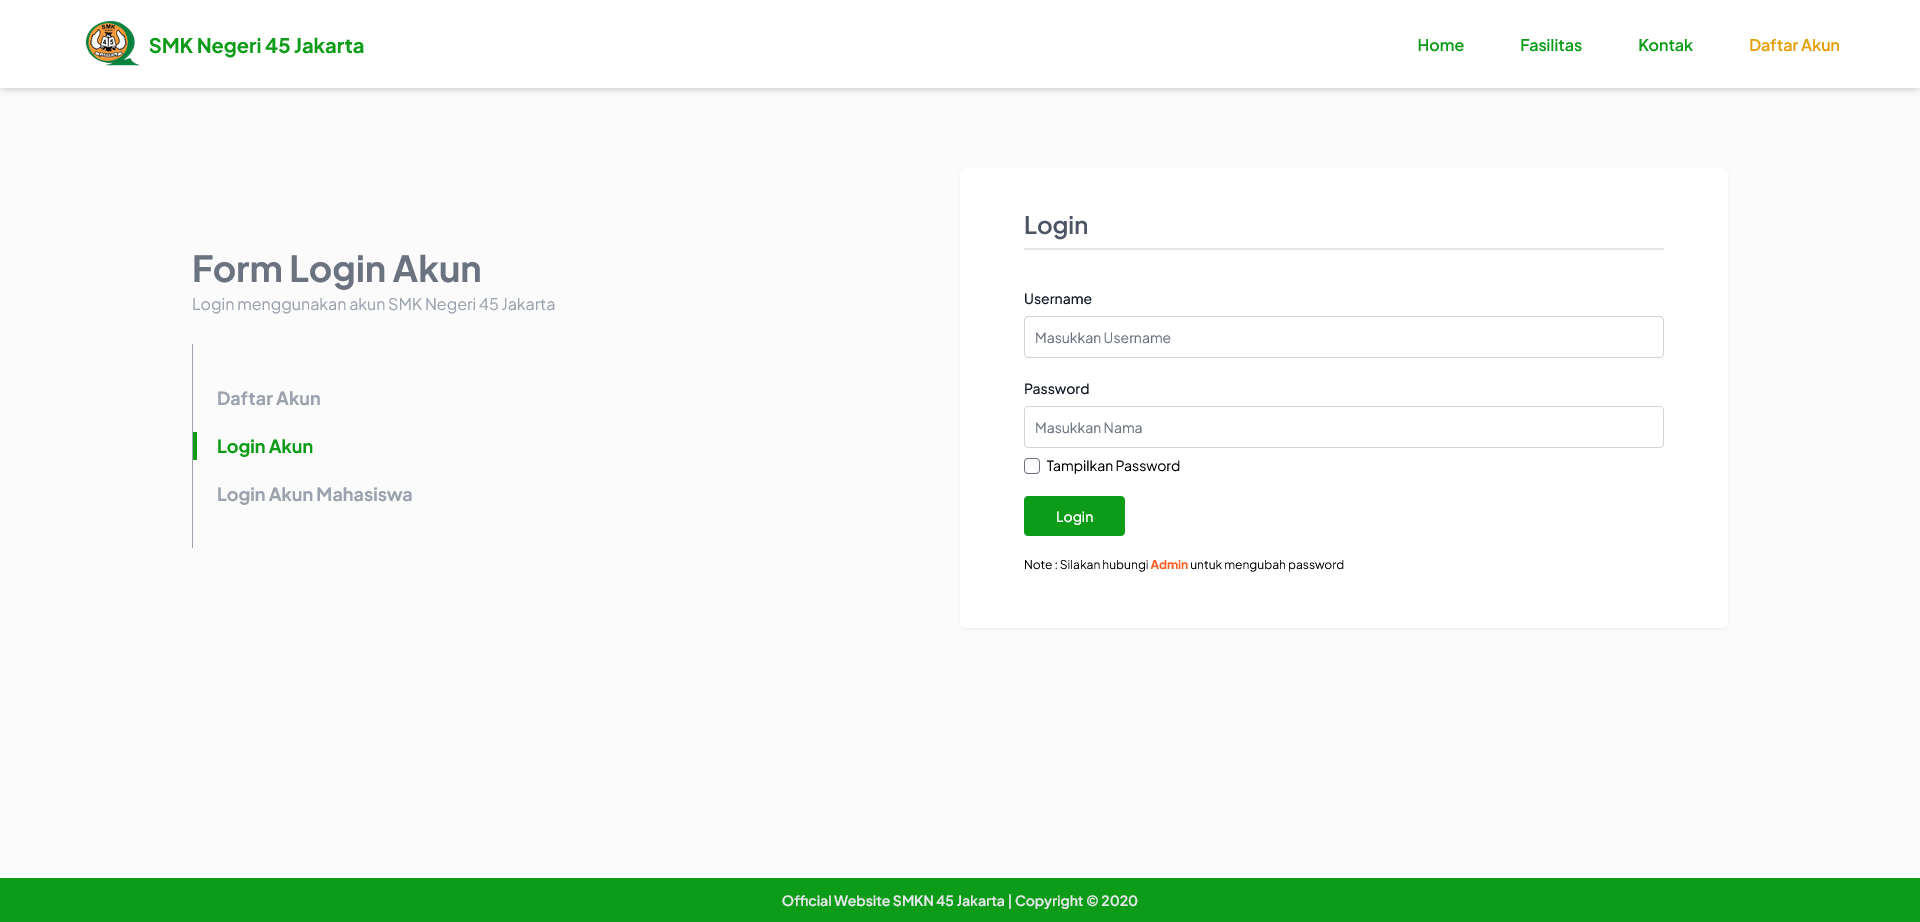 SMK
SMK Negeri 45 Jakarta
Home
Fasilitas
Kontak
Daftar Akun
Form Login Akun
Login menggunakan akun SMK Negeri 45 Jakarta
Daftar Akun
Login Akun
Login Akun Mahasiswa
Login
Username
Masukkan Username
Password
Masukkan Nama
Tampilkan Password
Login
Note : Silakan hubungi Admin untuk mengubah password
Official Website SMKN 45 Jakarta | Copyright © 2020